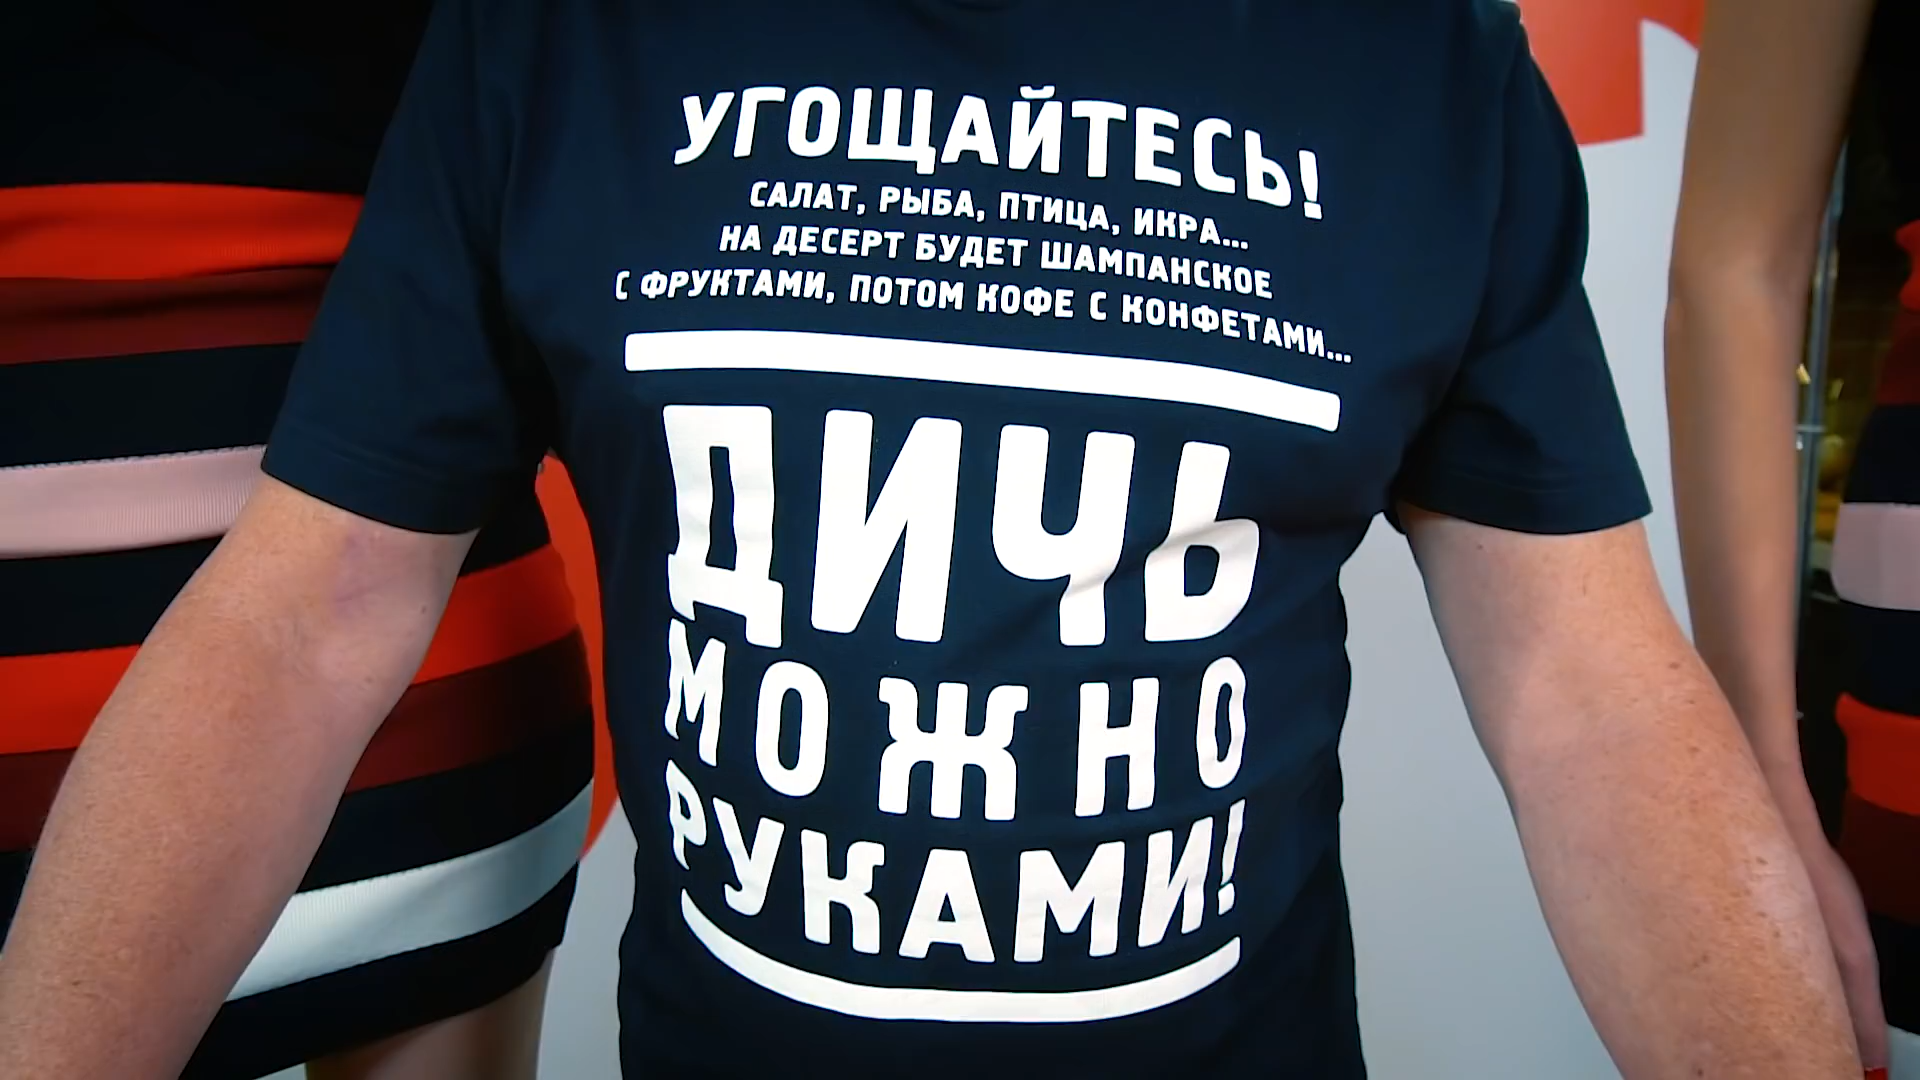 УГОЩАЙТЕСЬ!
САЛАТ, РЫБА, ПТИЦА, ИКРА...
НА ДЕСЕРТ БУДЕТ ШАМПАНСКОЕ
С ФРУКТАМИ, ПОТОМ КОФЕ С КОНФЕТАМИ...
ДИЧЬ
МОЖНО
РУКАМИ!